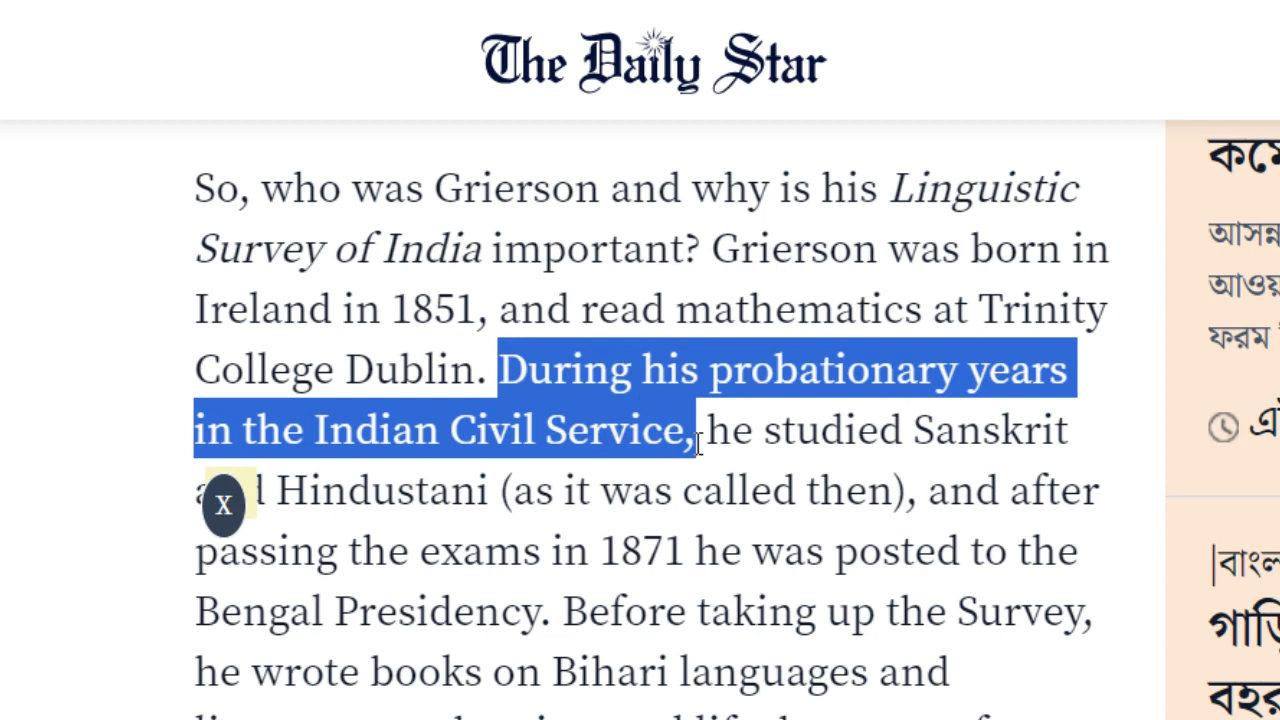 The Daily Star
So, who was Grierson and why is his Linguistic
Survey of India important? Grierson was born in
Ireland in 1851, and read mathematics at Trinity
College Dublin. During his probationary years
in the Indian Civil Service, he studied Sanskrit
x Hindustani (as it was called then), and after
passing the exams in 1871 he was posted to the
Bengal Presidency. Before taking up the Survey,
he wrote books on Bihari languages and
আসন্ন
ফরম
|বাংল